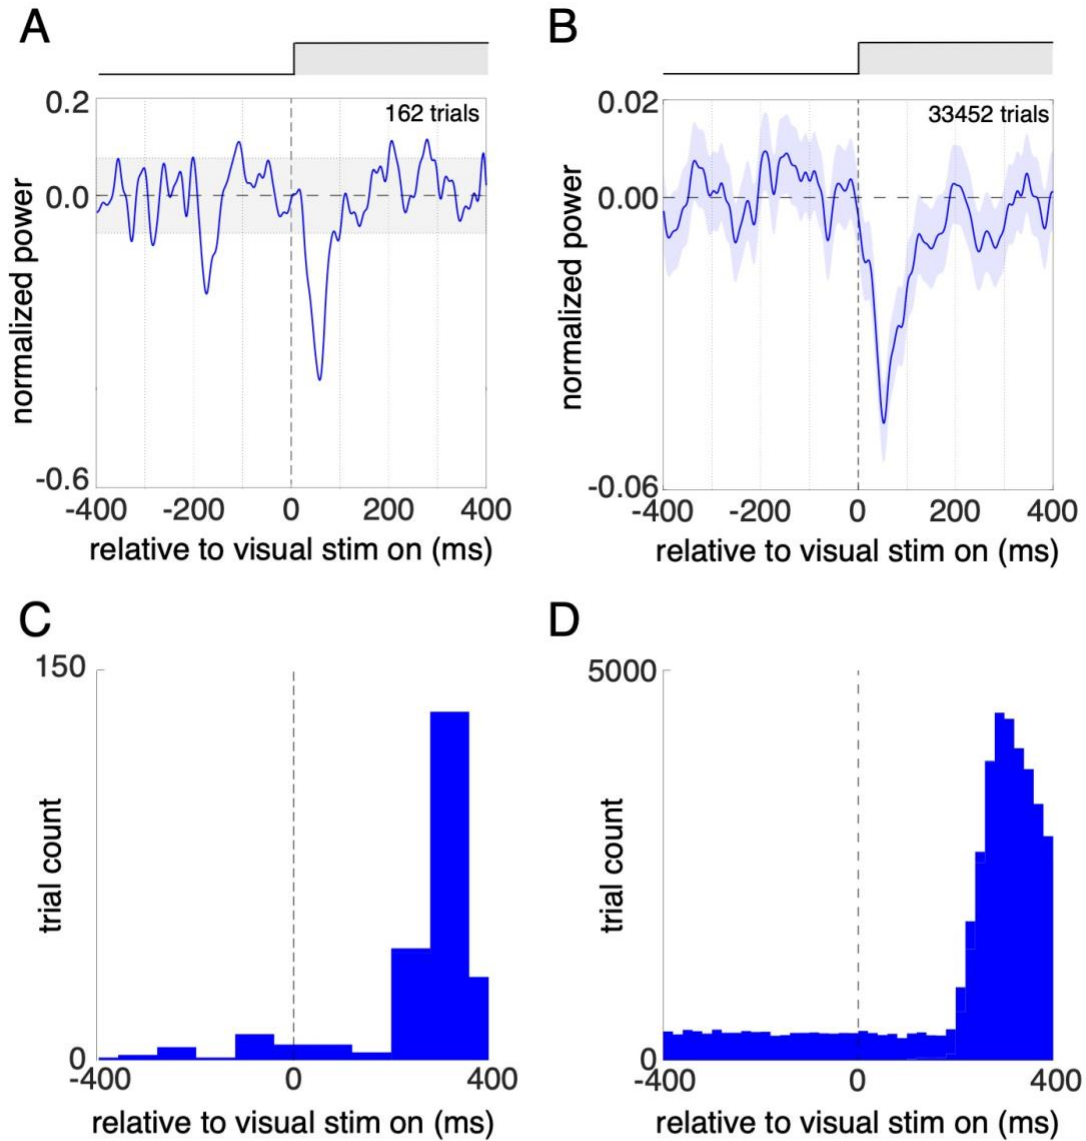 A
0.2
162 trials
0.0
normalized power
-0.6
-400 -200 0 200 400
relative to visual stim on (ms)
B
0.02
33452 trials
0.00
normalized power
-0.06
-400 -200 0 200 400
relative to visual stim on (ms)
C
150
trial count
0
-400 0 400
relative to visual stim on (ms)
D
5000
trial count
0
-400 0 400
relative to visual stim on (ms)